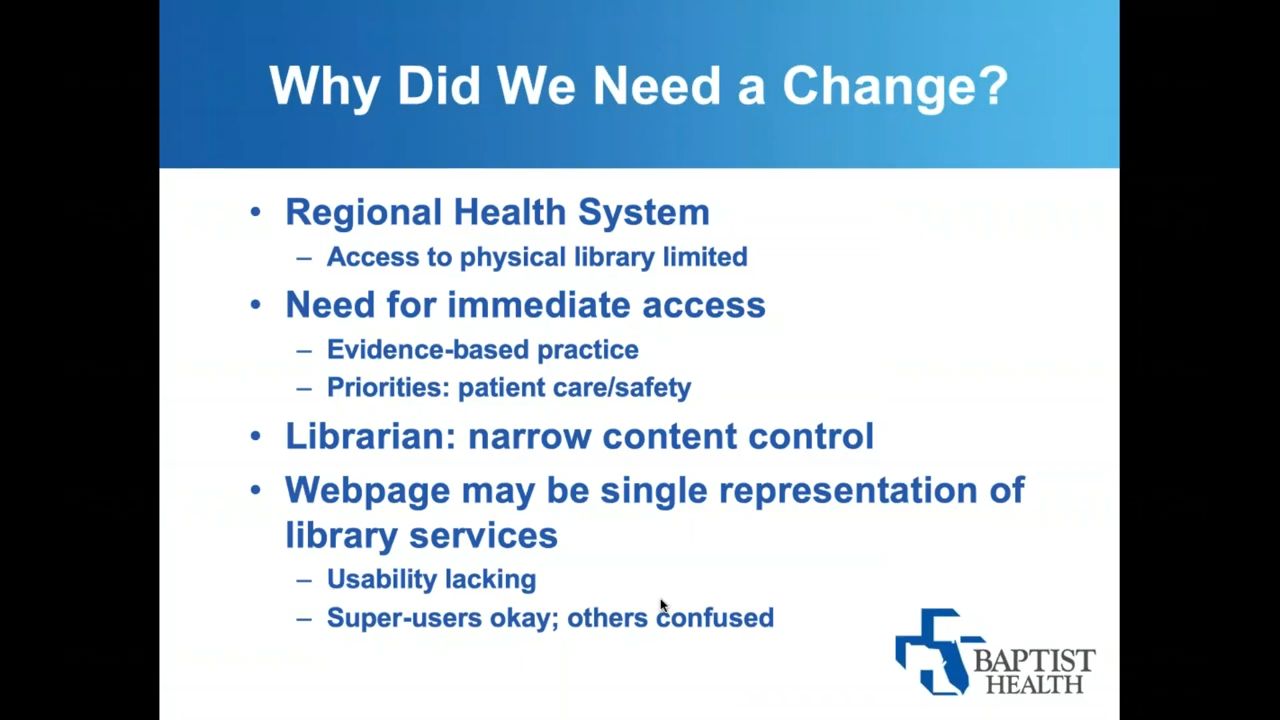 Why Did We Need a Change?
• Regional Health System
– Access to physical library limited
• Need for immediate access
– Evidence-based practice
– Priorities: patient care/safety
• Librarian: narrow content control
• Webpage may be single representation of
library services
– Usability lacking
– Super-users okay; others confused
BAPTIST
HEALTH